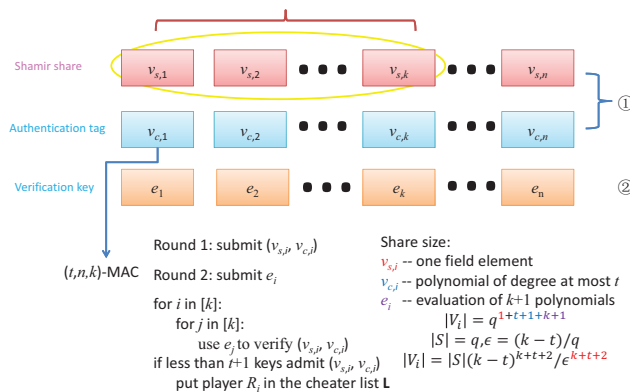 Shamir share v_{s,1} v_{s,2} ••• v_{s,k} ••• v_{s,n}
①
Authentication tag v_{c,1} v_{c,2} ••• v_{c,k} ••• v_{c,n}
Verification key e_1 e_2 ••• e_k ••• e_n ②
(t,n,k)-MAC
Round 1: submit (v_{s,i}, v_{c,i})
Round 2: submit e_i
for i in [k]:
for j in [k]:
use e_j to verify (v_{s,i}, v_{c,i})
if less than t+1 keys admit (v_{s,i}, v_{c,i})
put player R_i in the cheater list L
Share size:
v_{s,i} -- one field element
v_{c,i} -- polynomial of degree at most t
e_i -- evaluation of k+1 polynomials
|V_i| = q^{1+t+1+k+1}
|S| = q, ϵ = (k − t)/q
|V_i| = |S|(k − t)^{k+t+2}/ϵ^{k+t+2}